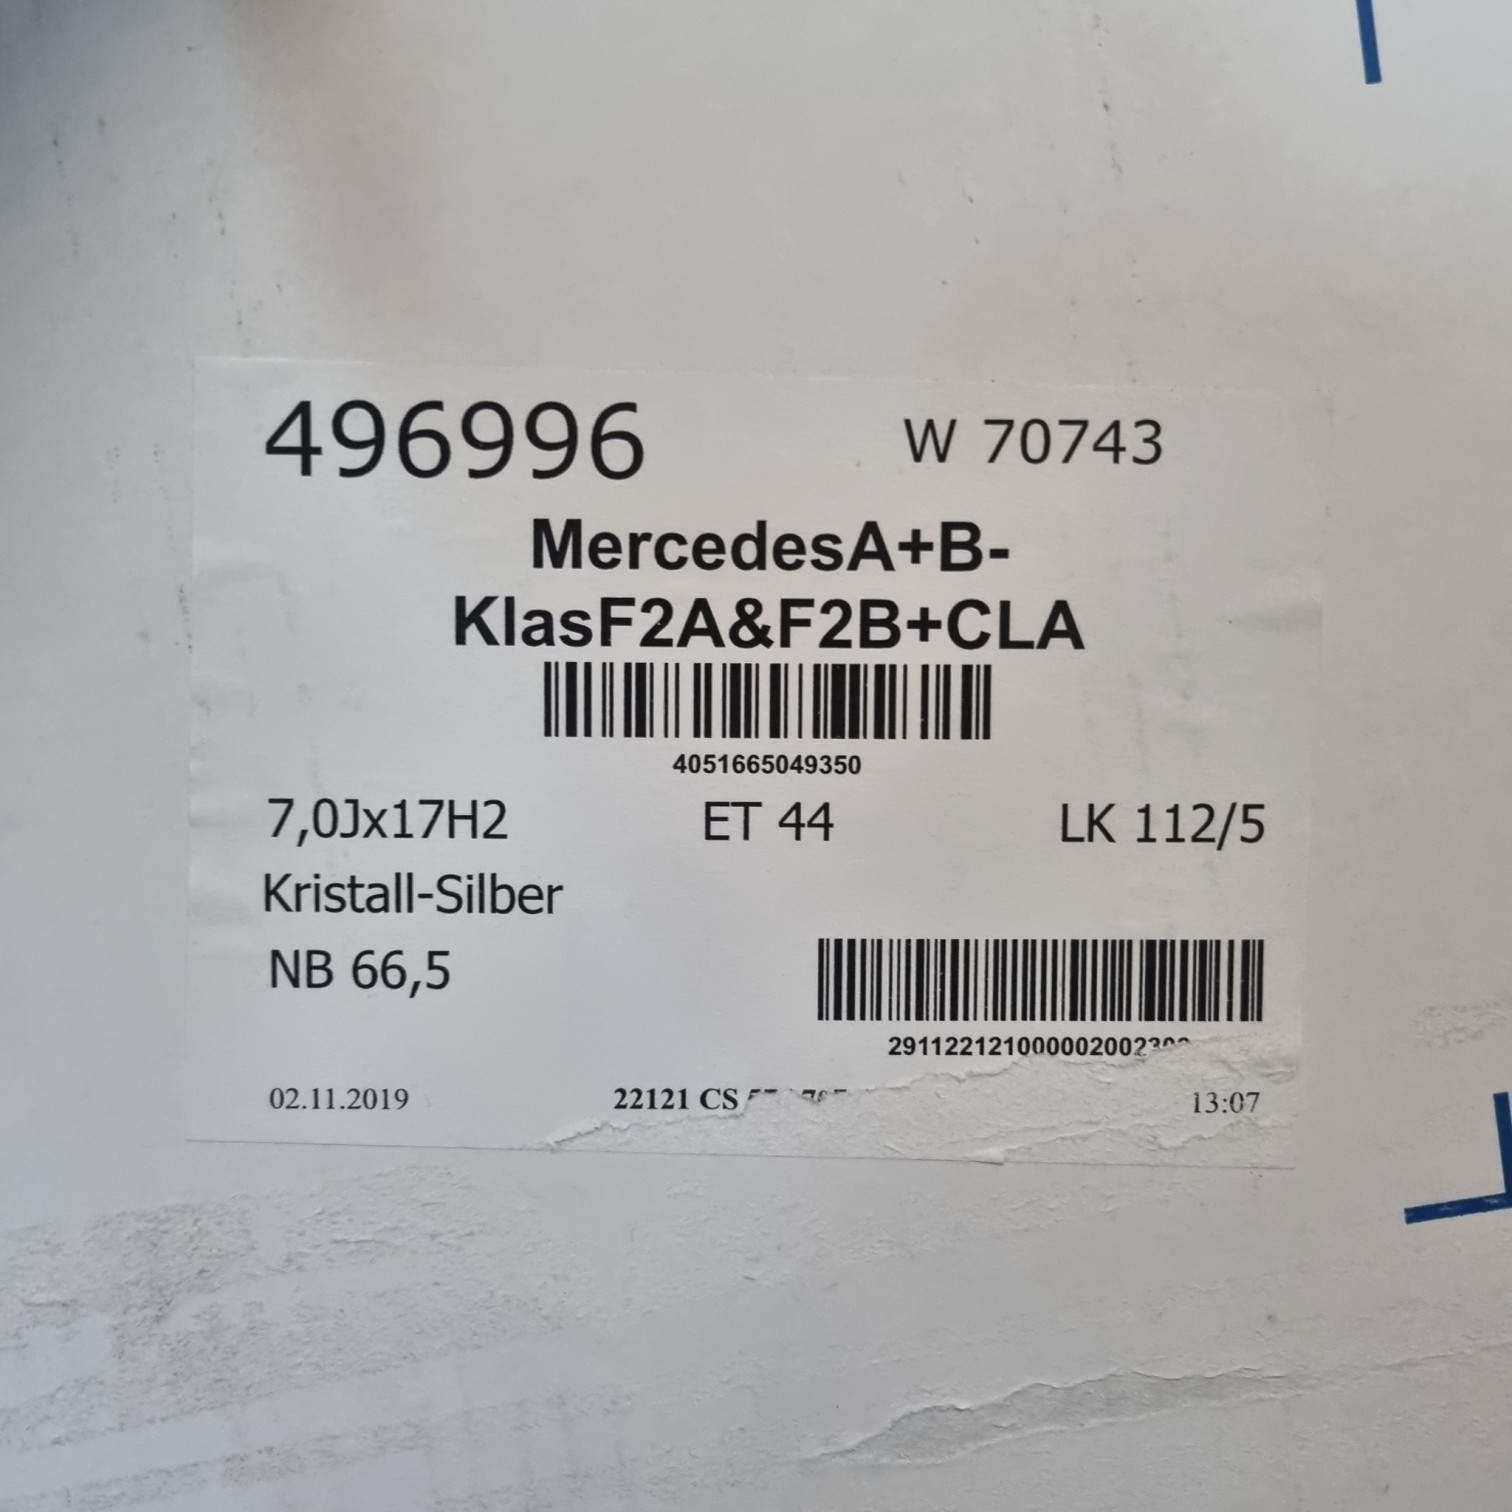 496996 W 70743
MercedesA+B-
KlasF2A&F2B+CLA
4051665049350
7,0Jx17H2 ET 44 LK 112/5
Kristall-Silber
NB 66,5
02.11.2019 22121 CS 13:07